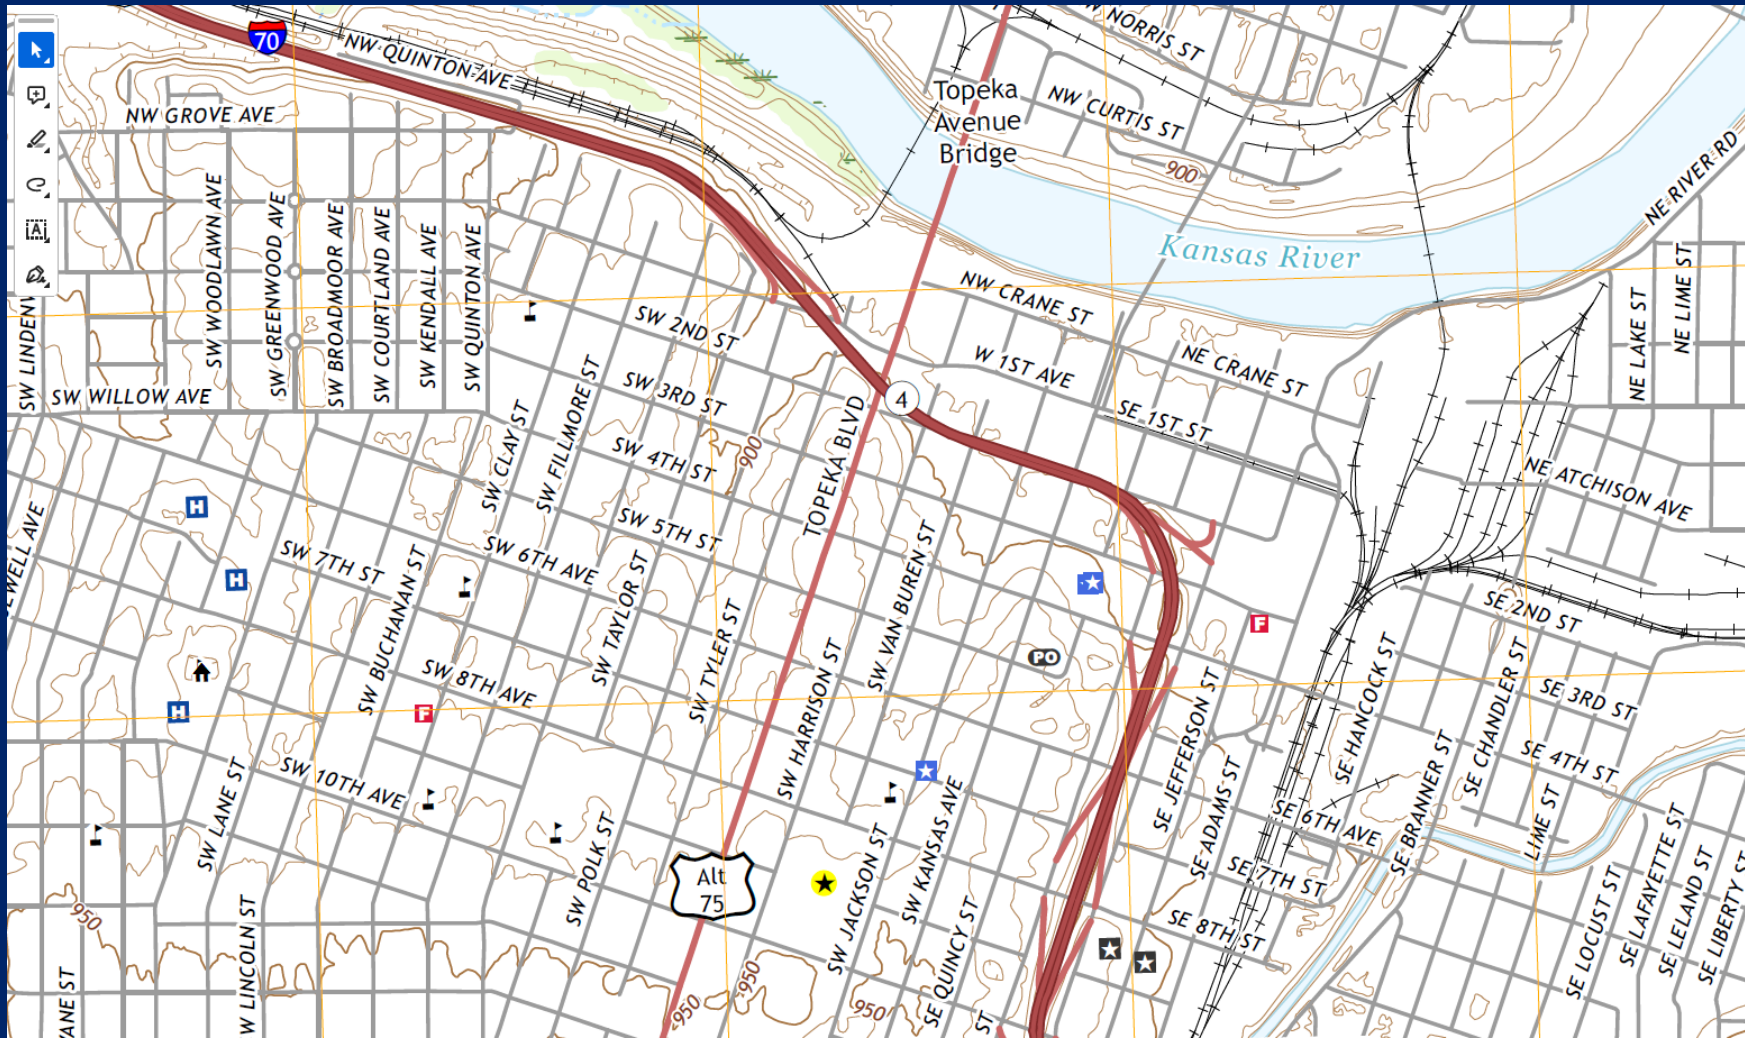 70
NW QUINTON AVE
NW NORRIS ST
NW GROVE AVE
Topeka
Avenue
Bridge
NW CURTIS ST
900
NE RIVER RD
Kansas River
SW WOODLAWN AVE
SW GREENWOOD AVE
SW BROADMOOR AVE
SW COURTLAND AVE
SW KENDALL AVE
SW QUINTON AVE
NW CRANE ST
NE LIME ST
NE LAKE ST
SW 2ND ST
W 1ST AVE
NE CRANE ST
SW WILLOW AVE
SW 3RD ST
4
SE 1ST ST
SW CLAY ST
SW FILLMORE ST
SW 4TH ST
900
TOPEKA BLVD
NE ATCHISON AVE
H
SW 5TH ST
SW 7TH ST
SW 6TH AVE
H
SW BUCHANAN ST
SW TAYLOR ST
SW VAN BUREN ST
SE 2ND ST
F
PO
SW TYLER ST
SW 8TH AVE
SW HARRISON ST
SE JEFFERSON ST
SE HANCOCK ST
SE CHANDLER ST
SE 3RD ST
H
F
SE 4TH ST
SW 10TH AVE
SW LANE ST
SE ADAMS ST
SE 6TH AVE
SE BRANNER ST
LIME ST
SW POLK ST
Alt
75
SW JACKSON ST
SW KANSAS AVE
SE 7TH ST
SE LAFAYETTE ST
SE LELAND ST
SE LIBERTY ST
950
SW LINCOLN ST
SE QUINCY ST
SE 8TH ST
SE LOCUST ST
950
950
950
ST